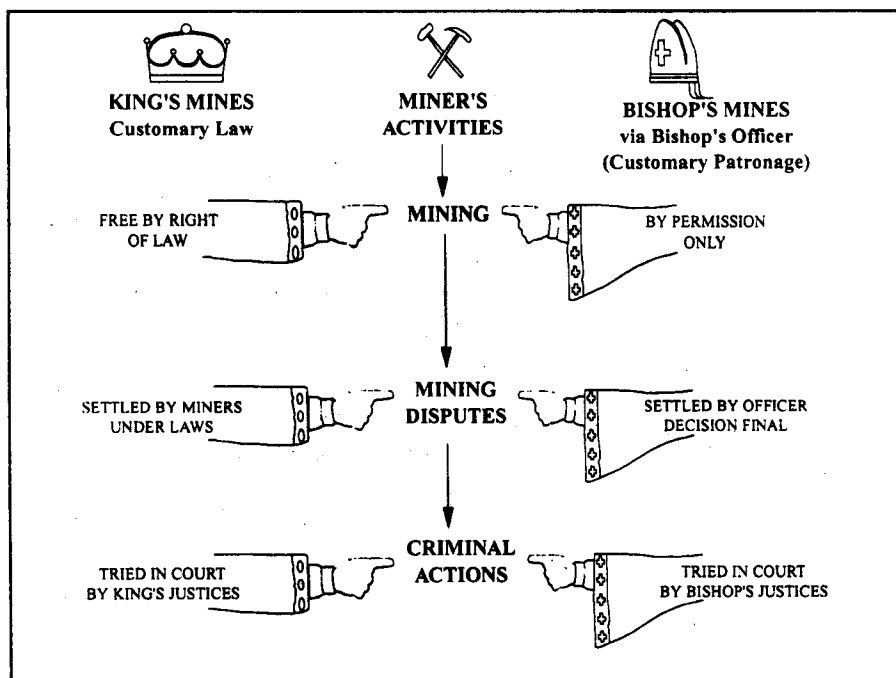 KING'S MINES
Customary Law
MINER'S
ACTIVITIES
BISHOP'S MINES
via Bishop's Officer
(Customary Patronage)
FREE BY RIGHT
OF LAW
MINING
BY PERMISSION
ONLY
SETTLED BY MINERS
UNDER LAWS
MINING
DISPUTES
SETTLED BY OFFICER
DECISION FINAL
TRIED IN COURT
BY KING'S JUSTICES
CRIMINAL
ACTIONS
TRIED IN COURT
BY BISHOP'S JUSTICES